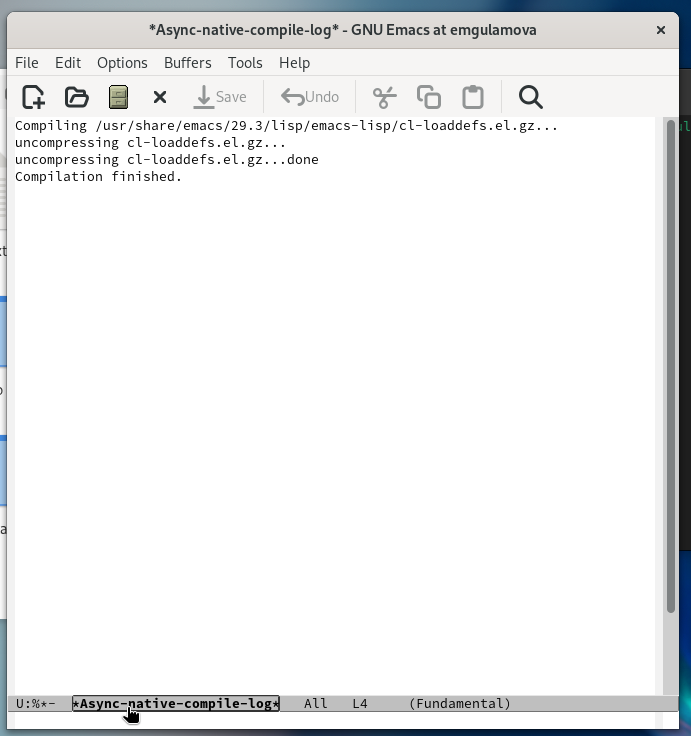 *Async-native-compile-log* - GNU Emacs at emgulamova
File Edit Options Buffers Tools Help
Save Undo
Compiling /usr/share/emacs/29.3/lisp/emacs-lisp/cl-loaddefs.el.gz...
uncompressing cl-loaddefs.el.gz...
uncompressing cl-loaddefs.el.gz...done
Compilation finished.
U:%*- *Async-native-compile-log* All L4 (Fundamental)